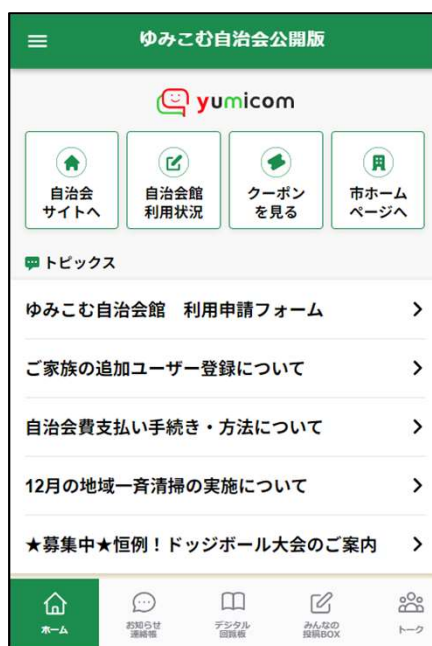 ゆみこむ自治会公開版
yumicom
自治会
サイトへ
自治会館
利用状況
クーポン
を見る
市ホーム
ページへ
トピックス
ゆみこむ自治会館　利用申請フォーム
ご家族の追加ユーザー登録について
自治会費支払い手続き・方法について
12月の地域一斉清掃の実施について
★募集中★恒例！ドッジボール大会のご案内
ホーム
お知らせ
連絡帳
デジタル
回覧板
みんなの
投稿BOX
トーク